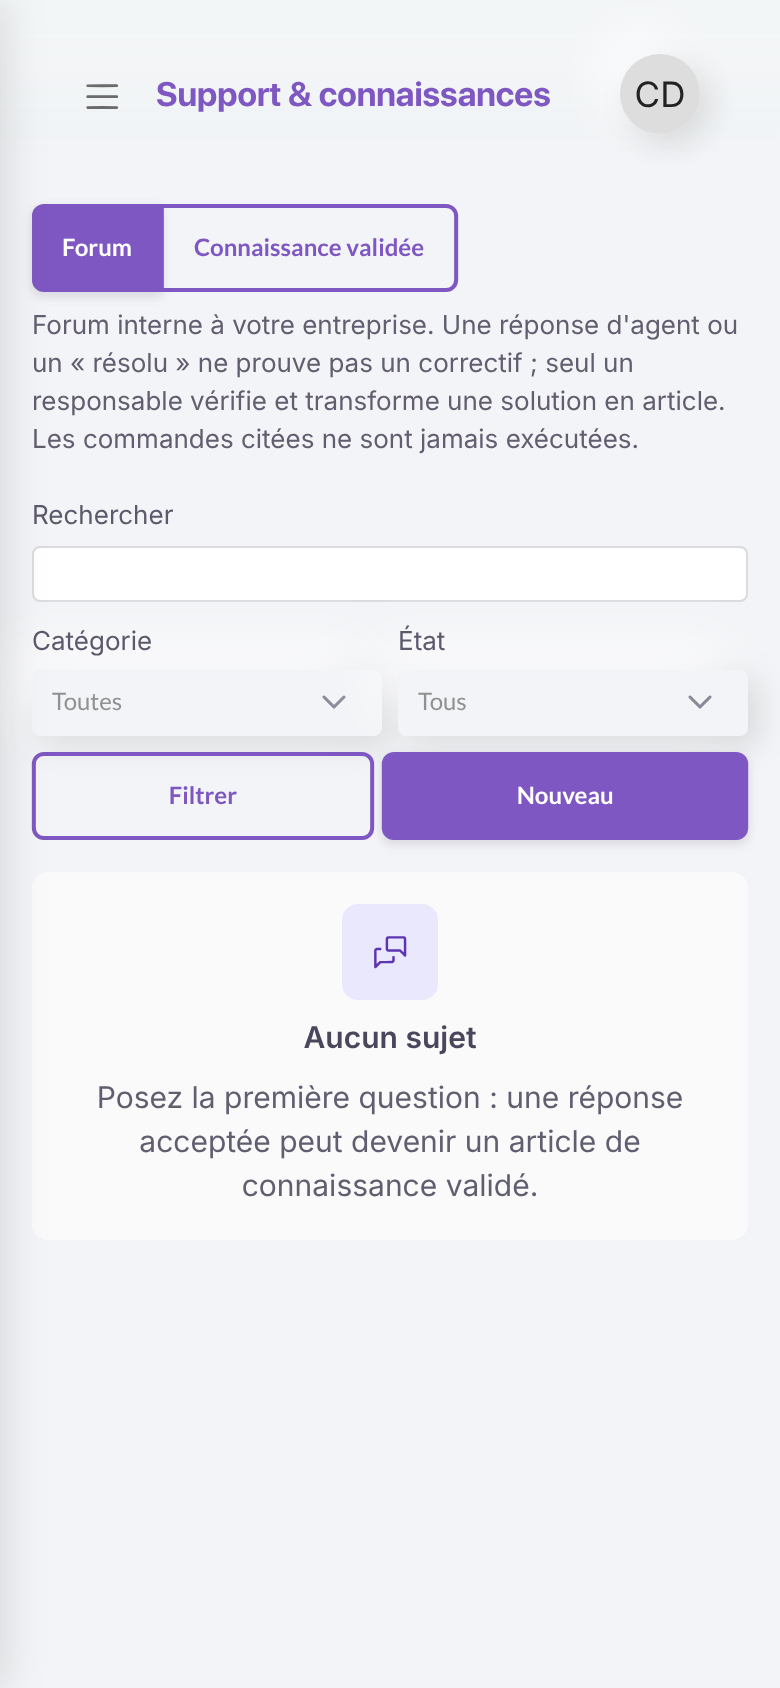 Support & connaissances
CD
Forum
Connaissance validée
Forum interne à votre entreprise. Une réponse d'agent ou
un « résolu » ne prouve pas un correctif ; seul un
responsable vérifie et transforme une solution en article.
Les commandes citées ne sont jamais exécutées.
Rechercher
Catégorie
État
Toutes
Tous
Filtrer
Nouveau
Aucun sujet
Posez la première question : une réponse
acceptée peut devenir un article de
connaissance validé.